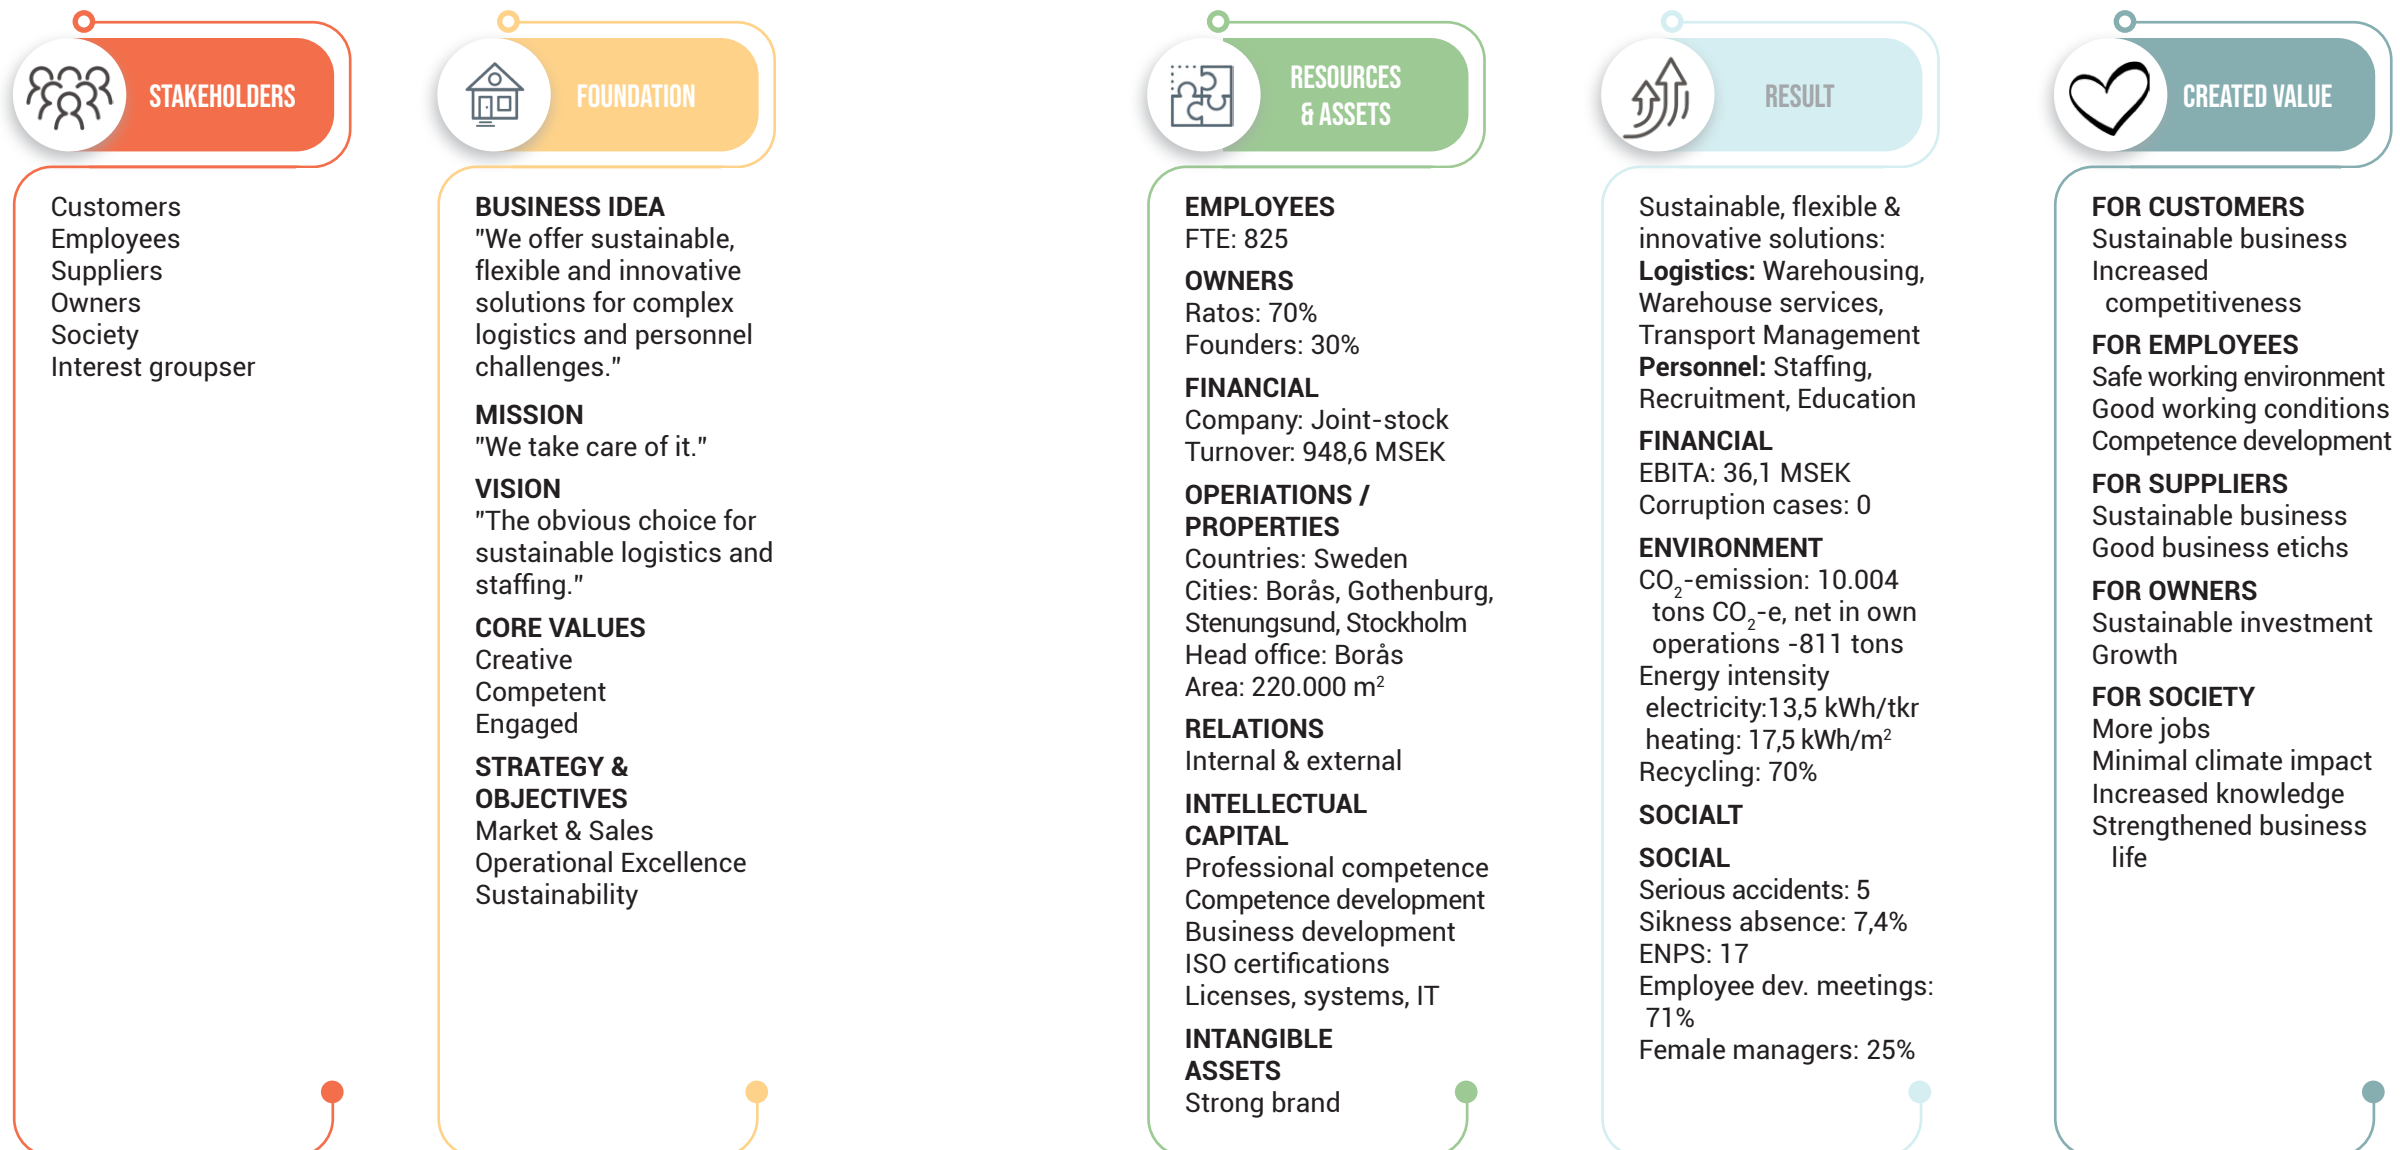 STAKEHOLDERS
Customers
Employees
Suppliers
Owners
Society
Interest groupser
FOUNDATION
BUSINESS IDEA
"We offer sustainable,
flexible and innovative
solutions for complex
logistics and personnel
challenges."
MISSION
"We take care of it."
VISION
"The obvious choice for
sustainable logistics and
staffing."
CORE VALUES
Creative
Competent
Engaged
STRATEGY &
OBJECTIVES
Market & Sales
Operational Excellence
Sustainability
RESOURCES
& ASSETS
EMPLOYEES
FTE: 825
OWNERS
Ratos: 70%
Founders: 30%
FINANCIAL
Company: Joint-stock
Turnover: 948,6 MSEK
OPERIATIONS /
PROPERTIES
Countries: Sweden
Cities: Borås, Gothenburg,
Stenungsund, Stockholm
Head office: Borås
Area: 220.000 m²
RELATIONS
Internal & external
INTELLECTUAL
CAPITAL
Professional competence
Competence development
Business development
ISO certifications
Licenses, systems, IT
INTANGIBLE
ASSETS
Strong brand
RESULT
Sustainable, flexible &
innovative solutions:
Logistics: Warehousing,
Warehouse services,
Transport Management
Personnel: Staffing,
Recruitment, Education
FINANCIAL
EBITA: 36,1 MSEK
Corruption cases: 0
ENVIRONMENT
CO₂-emission: 10.004
tons CO₂-e, net in own
operations -811 tons
Energy intensity
electricity:13,5 kWh/tkr
heating: 17,5 kWh/m²
Recycling: 70%
SOCIALT
SOCIAL
Serious accidents: 5
Sikness absence: 7,4%
ENPS: 17
Employee dev. meetings:
71%
Female managers: 25%
CREATED VALUE
FOR CUSTOMERS
Sustainable business
Increased
competitiveness
FOR EMPLOYEES
Safe working environment
Good working conditions
Competence development
FOR SUPPLIERS
Sustainable business
Good business etichs
FOR OWNERS
Sustainable investment
Growth
FOR SOCIETY
More jobs
Minimal climate impact
Increased knowledge
Strengthened business
life